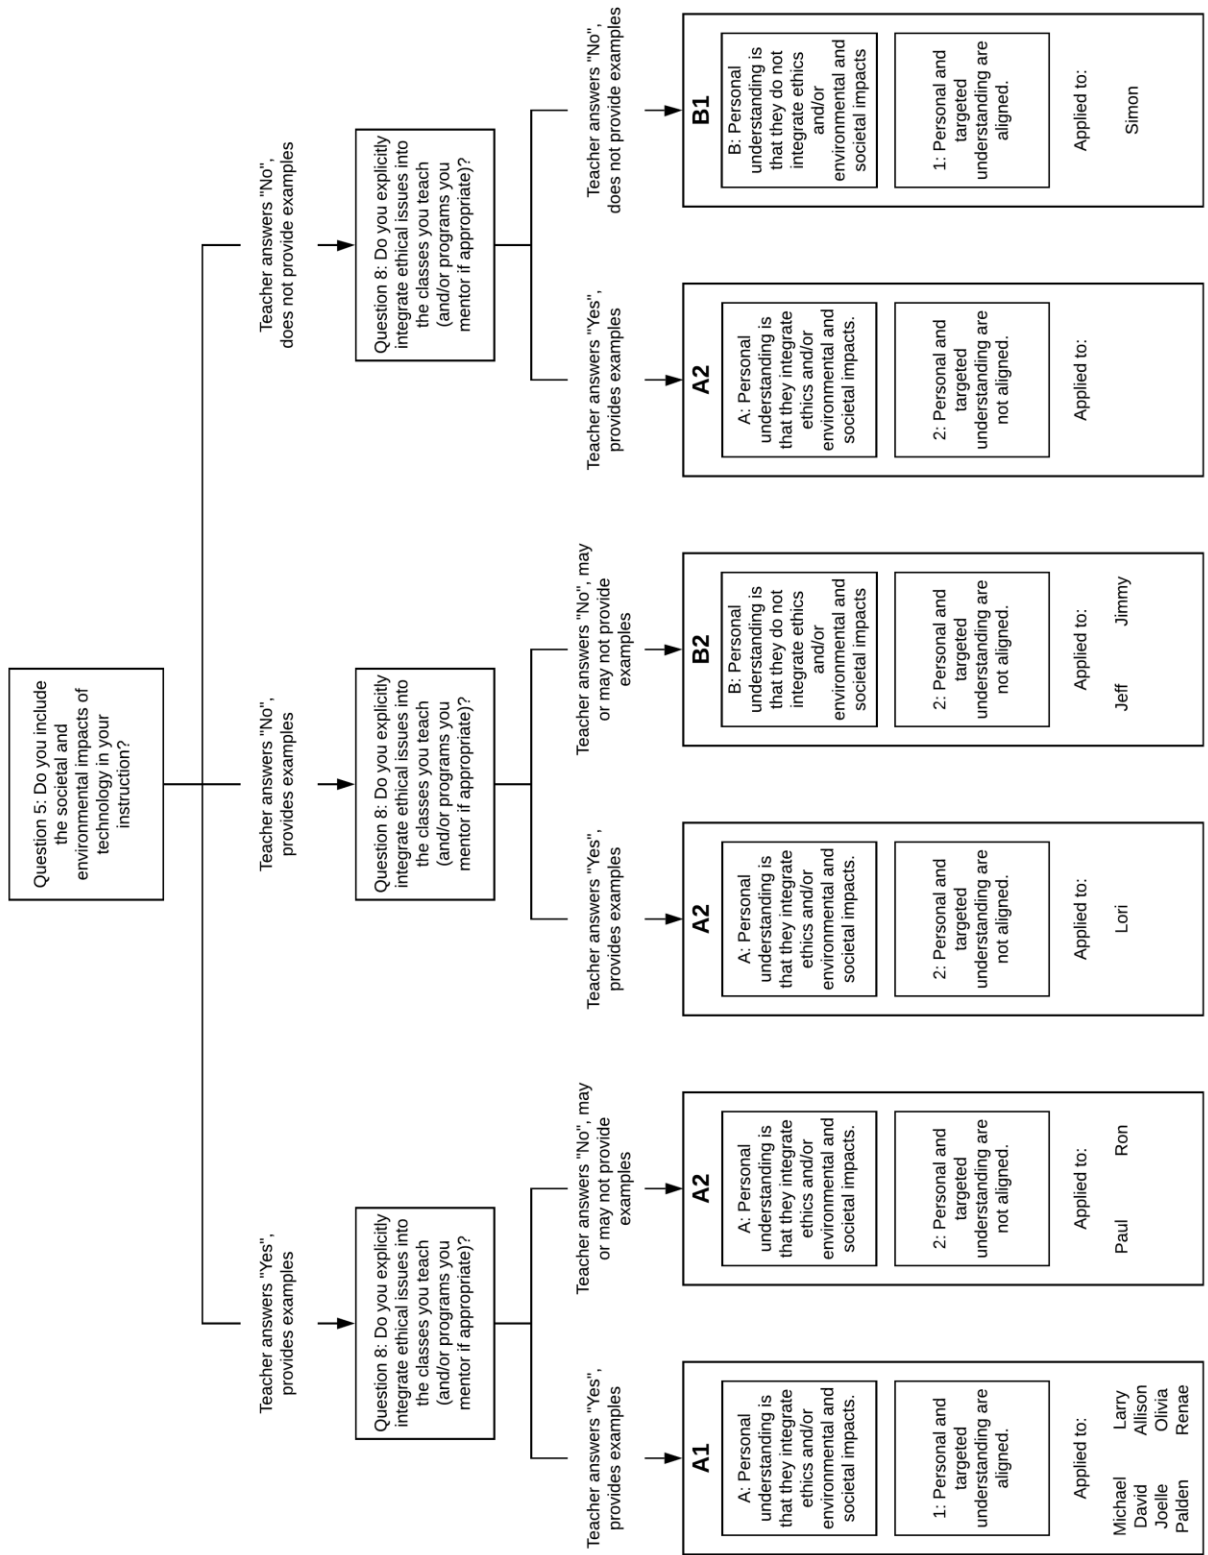 Question 5: Do you include
the societal and
environmental impacts of
technology in your
instruction?
Teacher answers "Yes",
provides examples
Teacher answers "No",
provides examples
Teacher answers "No",
does not provide examples
Question 8: Do you explicitly
integrate ethical issues into
the classes you teach
(and/or programs you
mentor if appropriate)?
Question 8: Do you explicitly
integrate ethical issues into
the classes you teach
(and/or programs you
mentor if appropriate)?
Question 8: Do you explicitly
integrate ethical issues into
the classes you teach
(and/or programs you
mentor if appropriate)?
Teacher answers "Yes",
provides examples
Teacher answers "No", may
or may not provide
examples
Teacher answers "Yes",
provides examples
Teacher answers "No", may
or may not provide
examples
Teacher answers "Yes",
provides examples
Teacher answers "No",
does not provide examples
A1
A: Personal
understanding is
that they integrate
ethics and/or
environmental and
societal impacts.
1: Personal and
targeted
understanding are
aligned.
Applied to:
Michael Larry
David Allison
Joelle Olivia
Palden Renae
A2
A: Personal
understanding is
that they integrate
ethics and/or
environmental and
societal impacts.
2: Personal and
targeted
understanding are
not aligned.
Applied to:
Paul Ron
A2
A: Personal
understanding is
that they integrate
ethics and/or
environmental and
societal impacts.
2: Personal and
targeted
understanding are
not aligned.
Applied to:
Lori
B2
B: Personal
understanding is
that they do not
integrate ethics
and/or
environmental and
societal impacts
2: Personal and
targeted
understanding are
not aligned.
Applied to:
Jeff Jimmy
A2
A: Personal
understanding is
that they integrate
ethics and/or
environmental and
societal impacts.
2: Personal and
targeted
understanding are
not aligned.
Applied to:
B1
B: Personal
understanding is
that they do not
integrate ethics
and/or
environmental and
societal impacts
1: Personal and
targeted
understanding are
aligned.
Applied to:
Simon